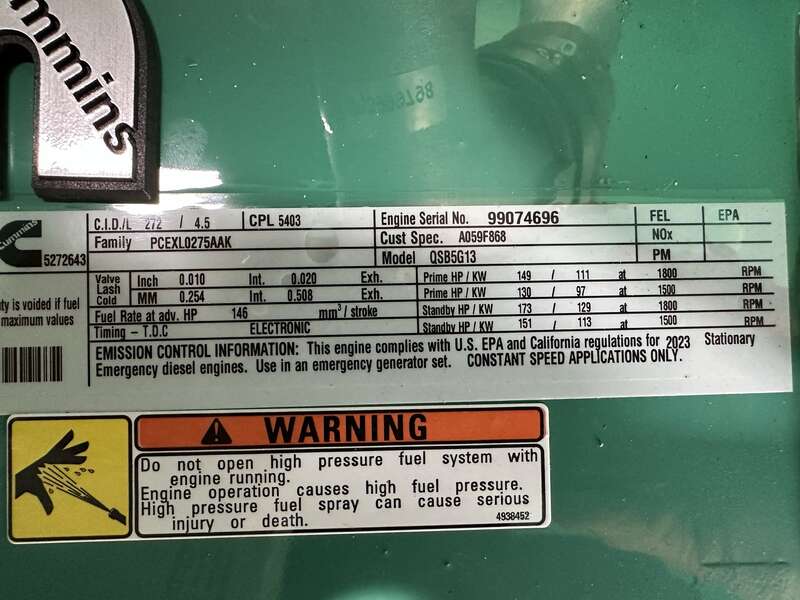 cummins
C.I.D./L 272 / 4.5 CPL 5403 Engine Serial No. 99074696 FEL EPA
Family PCEXL0275AAK Cust Spec. A059F868 NOx
cummins 5272643 Model QSB5G13 PM
Valve Lash Cold Inch 0.010 Int. 0.020 Exh. Prime HP / KW 149 / 111 at 1800 RPM
MM 0.254 Int. 0.508 Exh. Prime HP / KW 130 / 97 at 1500 RPM
ty is voided if fuel Fuel Rate at adv. HP 146 mm³ / stroke Standby HP / KW 173 / 129 at 1800 RPM
maximum values Timing - T.D.C ELECTRONIC Standby HP / KW 151 / 113 at 1500 RPM
EMISSION CONTROL INFORMATION: This engine complies with U.S. EPA and California regulations for 2023 Stationary
Emergency diesel engines. Use in an emergency generator set. CONSTANT SPEED APPLICATIONS ONLY.
WARNING
Do not open high pressure fuel system with
engine running.
Engine operation causes high fuel pressure.
High pressure fuel spray can cause serious
injury or death.
4938452